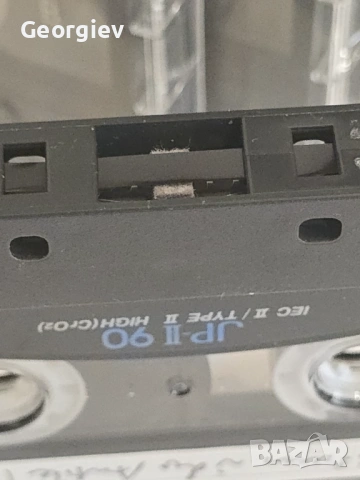 Georgiev
IEC II / TYPE II HIGH (CrO₂)
JP-II 90
bazar